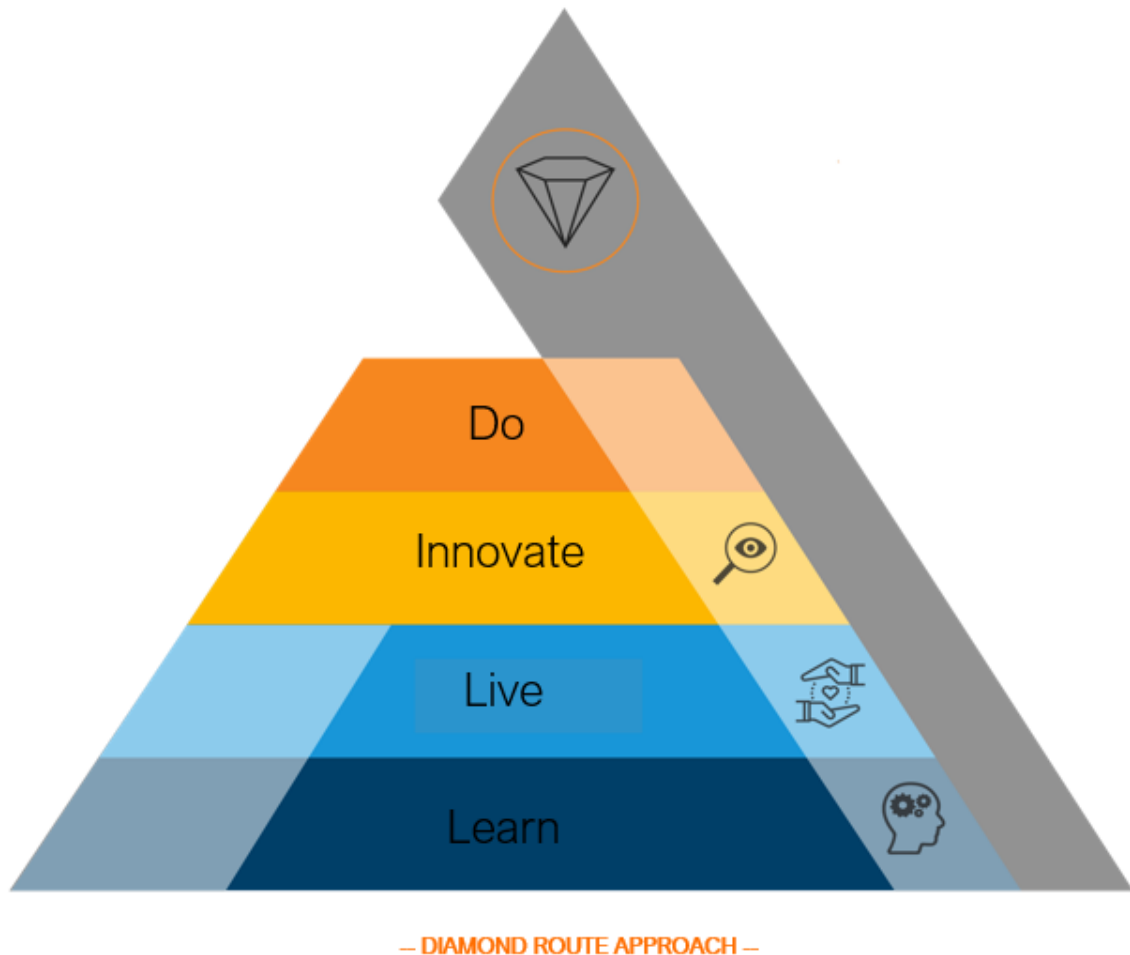 Do
Innovate
Live
Learn
— DIAMOND ROUTE APPROACH —